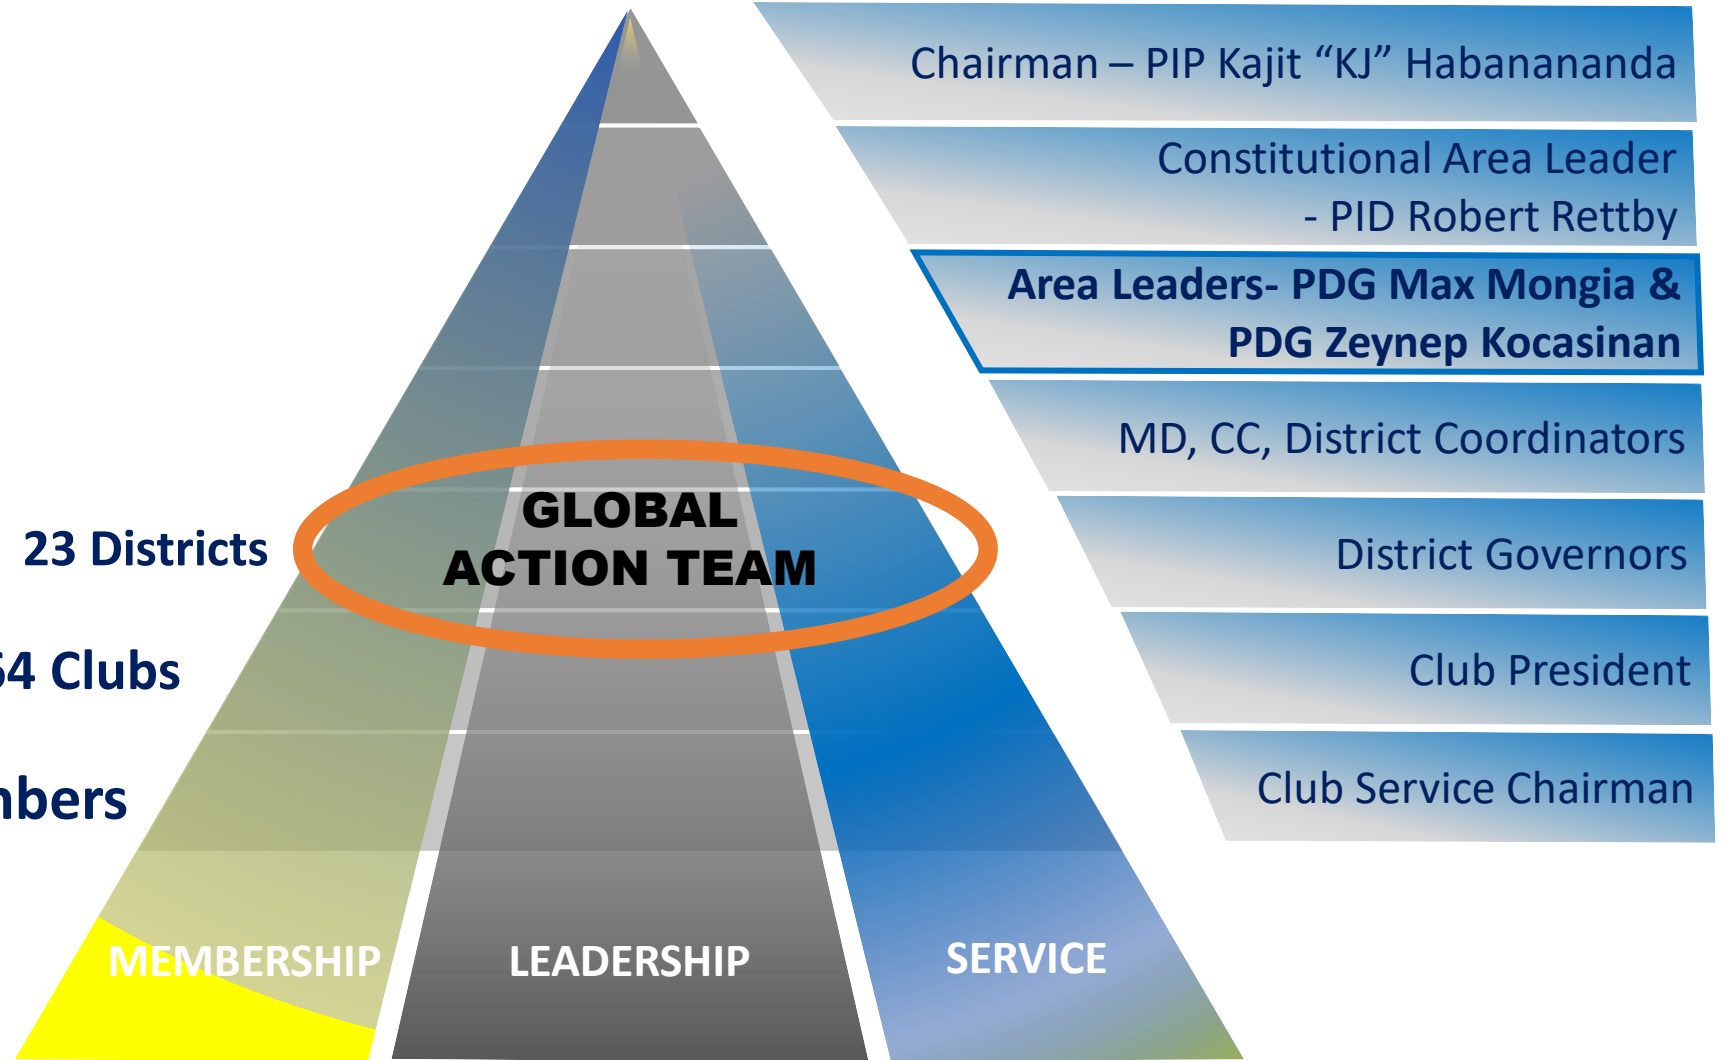 Chairman – PIP Kajit “KJ” Habanananda
Constitutional Area Leader
- PID Robert Rettby
Area Leaders- PDG Max Mongia &
PDG Zeynep Kocasinan
MD, CC, District Coordinators
District Governors
Club President
Club Service Chairman
GLOBAL
ACTION TEAM
23 Districts
Clubs
MEMBERSHIP
LEADERSHIP
SERVICE